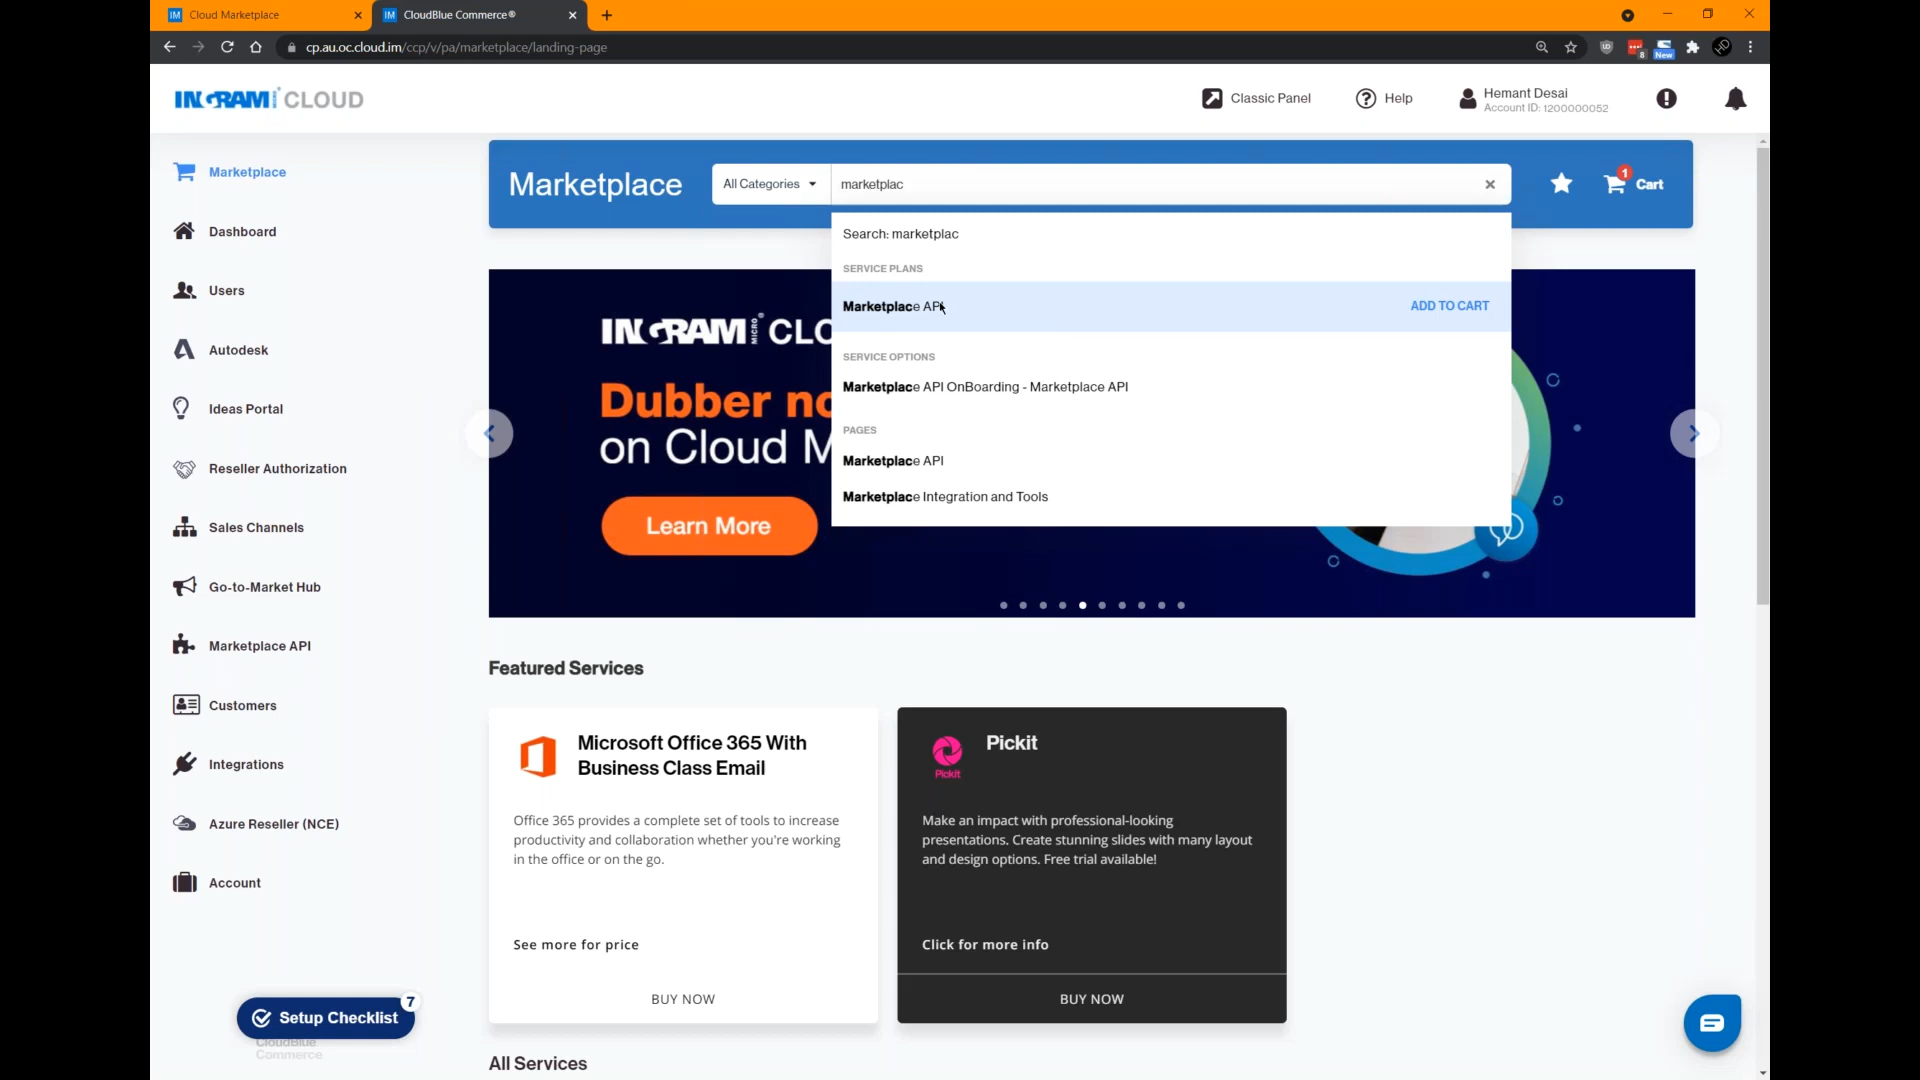 Cloud Marketplace
CloudBlue Commerce®
cp.au.oc.cloud.im/ccp/v/pa/marketplace/landing-page
8
New
INGRAM CLOUD
Classic Panel
Help
Hemant Desai
Account ID: 1200000052
Marketplace
Dashboard
Users
Autodesk
Ideas Portal
Reseller Authorization
Sales Channels
Go-to-Market Hub
Marketplace API
Customers
Integrations
Azure Reseller (NCE)
Account
Setup Checklist
7
CloudBlue
Commerce
Marketplace
All Categories
marketplac
1
Cart
Search: marketplac
SERVICE PLANS
Marketplace API
ADD TO CART
SERVICE OPTIONS
Marketplace API OnBoarding - Marketplace API
PAGES
Marketplace API
Marketplace Integration and Tools
INGRAM MICRO CLO
Dubber no
on Cloud M
Learn More
Featured Services
Microsoft Office 365 With
Business Class Email
Office 365 provides a complete set of tools to increase
productivity and collaboration whether you're working
in the office or on the go.
See more for price
BUY NOW
Pickit
Pickit
Make an impact with professional-looking
presentations. Create stunning slides with many layout
and design options. Free trial available!
Click for more info
BUY NOW
All Services